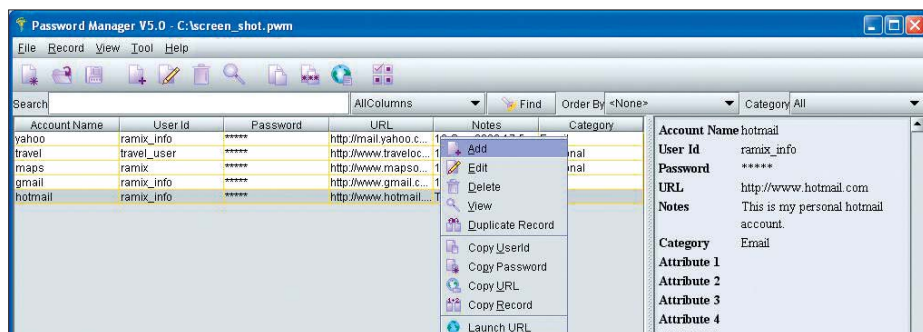 Password Manager V5.0 - C:\screen_shot.pwm
File Record View Tool Help
Search AllColumns Find Order By <None> Category All
Account Name User Id Password URL Notes Category
yahoo ramix_info ***** http://mail.yahoo.c...
travel travel_user ***** http://www.traveloc... onal
maps ramix ***** http://www.mapso... onal
gmail ramix_info ***** http://www.gmail.c...
hotmail ramix_info ***** http://www.hotmail.... T
Add
Edit
Delete
View
Duplicate Record
Copy UserId
Copy Password
Copy URL
Copy Record
Launch URL
Account Name hotmail
User Id ramix_info
Password *****
URL http://www.hotmail.com
Notes This is my personal hotmail
account.
Category Email
Attribute 1
Attribute 2
Attribute 3
Attribute 4